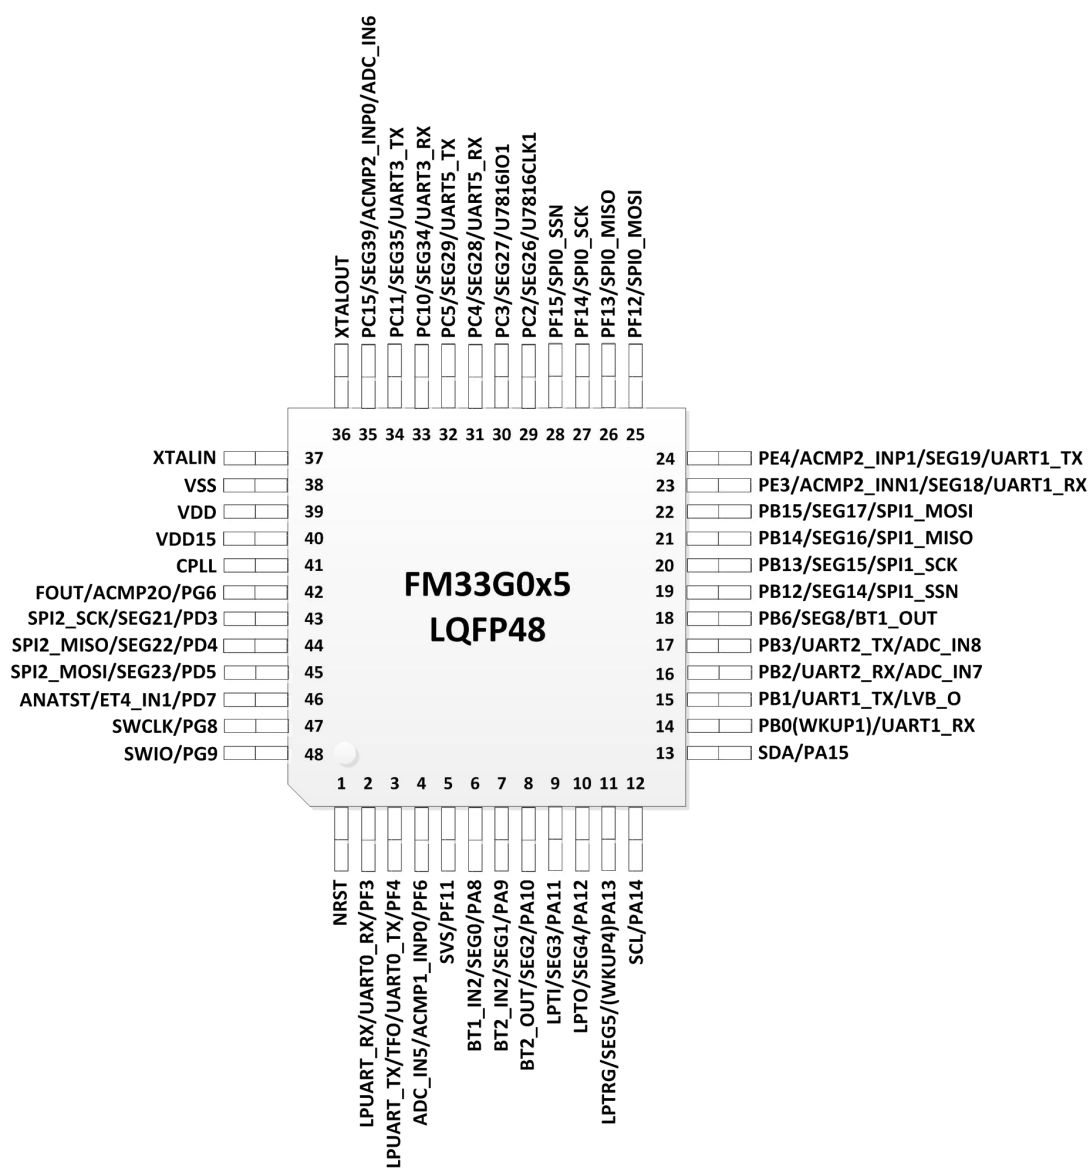 XTALOUT
PC15/SEG39/ACMP2_INP0/ADC_IN6
PC11/SEG35/UART3_TX
PC10/SEG34/UART3_RX
PC5/SEG29/UART5_TX
PC4/SEG28/UART5_RX
PC3/SEG27/U7816IO1
PC2/SEG26/U7816CLK1
PF15/SPI0_SSN
PF14/SPI0_SCK
PF13/SPI0_MISO
PF12/SPI0_MOSI
36 35 34 33 32 31 30 29 28 27 26 25
XTALIN 37
VSS 38
VDD 39
VDD15 40
CPLL 41
FOUT/ACMP2O/PG6 42
SPI2_SCK/SEG21/PD3 43
SPI2_MISO/SEG22/PD4 44
SPI2_MOSI/SEG23/PD5 45
ANATST/ET4_IN1/PD7 46
SWCLK/PG8 47
SWIO/PG9 48
FM33G0x5
LQFP48
24 PE4/ACMP2_INP1/SEG19/UART1_TX
23 PE3/ACMP2_INN1/SEG18/UART1_RX
22 PB15/SEG17/SPI1_MOSI
21 PB14/SEG16/SPI1_MISO
20 PB13/SEG15/SPI1_SCK
19 PB12/SEG14/SPI1_SSN
18 PB6/SEG8/BT1_OUT
17 PB3/UART2_TX/ADC_IN8
16 PB2/UART2_RX/ADC_IN7
15 PB1/UART1_TX/LVB_O
14 PB0(WKUP1)/UART1_RX
13 SDA/PA15
1 2 3 4 5 6 7 8 9 10 11 12
NRST
LPUART_RX/UART0_RX/PF3
LPUART_TX/TFO/UART0_TX/PF4
ADC_IN5/ACMP1_INP0/PF6
SVS/PF11
BT1_IN2/SEG0/PA8
BT2_IN2/SEG1/PA9
BT2_OUT/SEG2/PA10
LPTI/SEG3/PA11
LPTO/SEG4/PA12
LPTRG/SEG5/(WKUP4)PA13
SCL/PA14